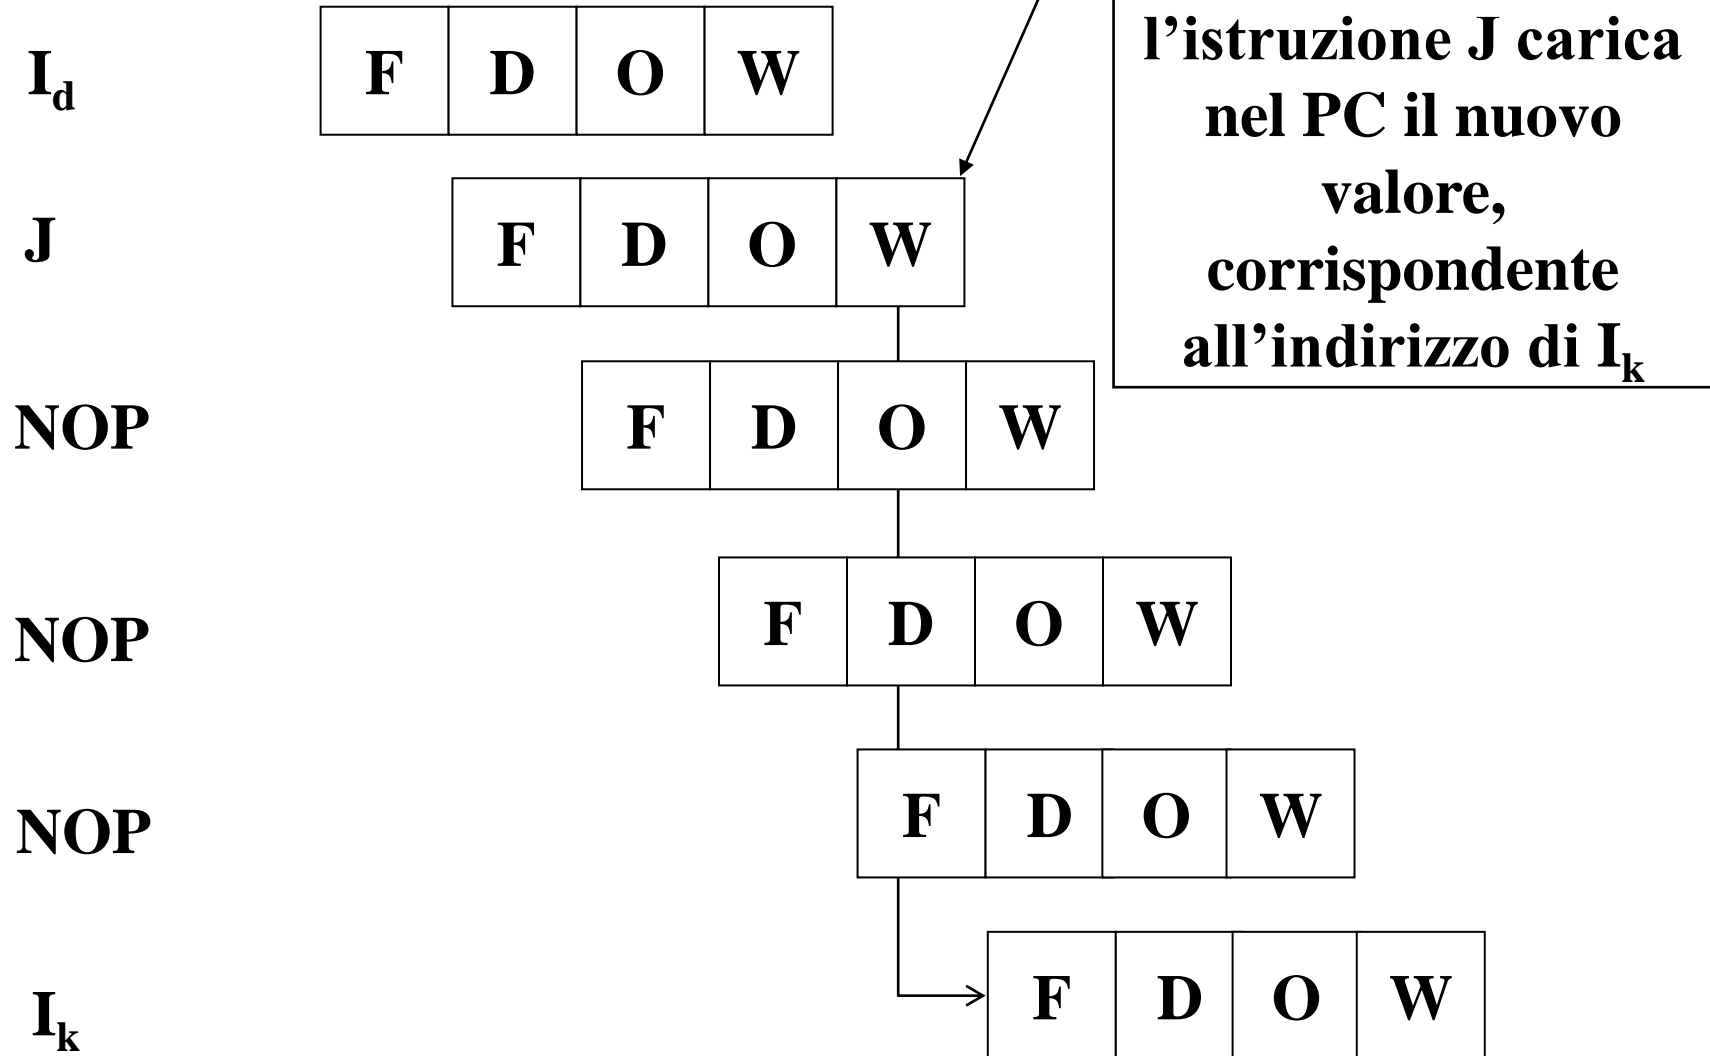 I_d F D O W
l’istruzione J carica
nel PC il nuovo
valore,
corrispondente
all’indirizzo di I_k
J F D O W
NOP F D O W
NOP F D O W
NOP F D O W
I_k F D O W